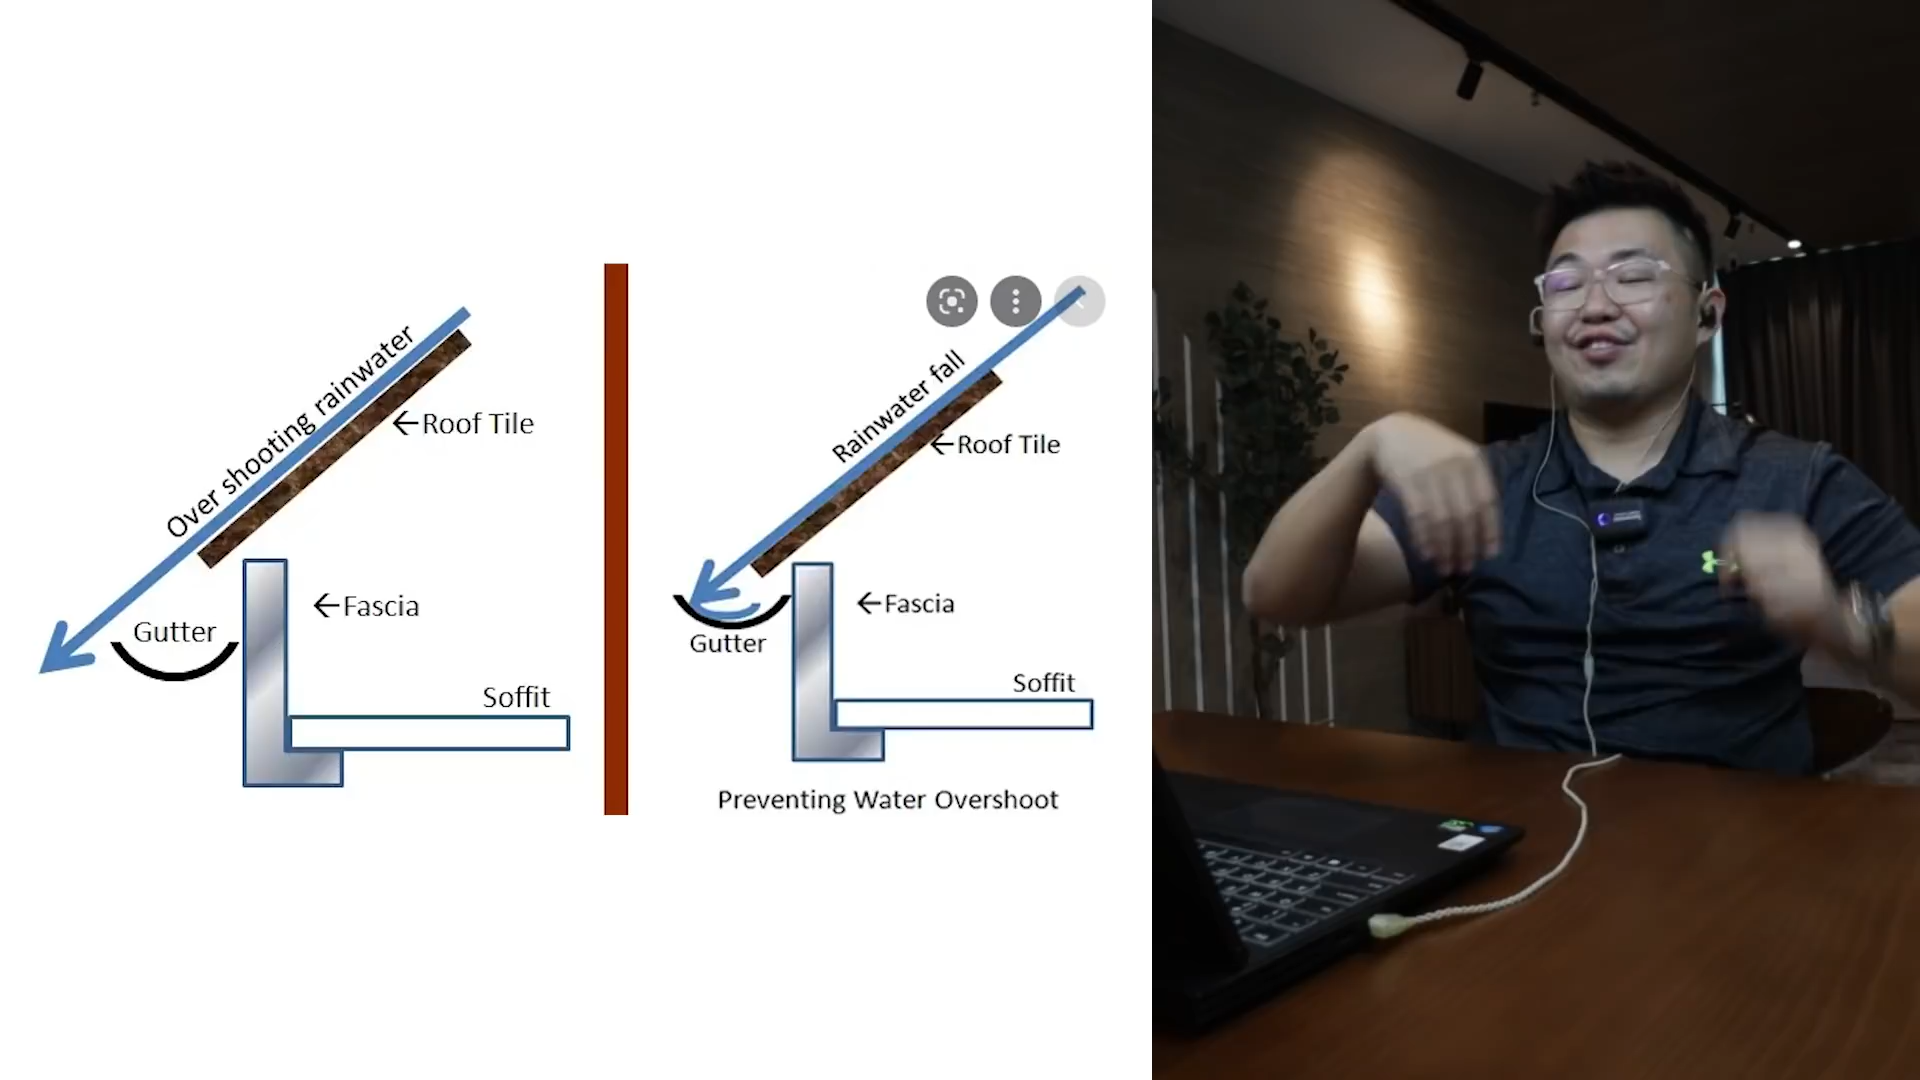 Over shooting rainwater
←Roof Tile
←Fascia
Gutter
Soffit
Rainwater fall
←Roof Tile
←Fascia
Gutter
Soffit
Preventing Water Overshoot